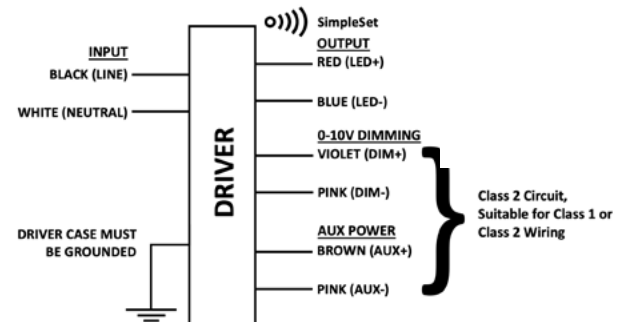 SimpleSet
INPUT
BLACK (LINE)
WHITE (NEUTRAL)
DRIVER CASE MUST
BE GROUNDED
DRIVER
OUTPUT
RED (LED+)
BLUE (LED-)
0-10V DIMMING
VIOLET (DIM+)
PINK (DIM-)
AUX POWER
BROWN (AUX+)
PINK (AUX-)
Class 2 Circuit,
Suitable for Class 1 or
Class 2 Wiring